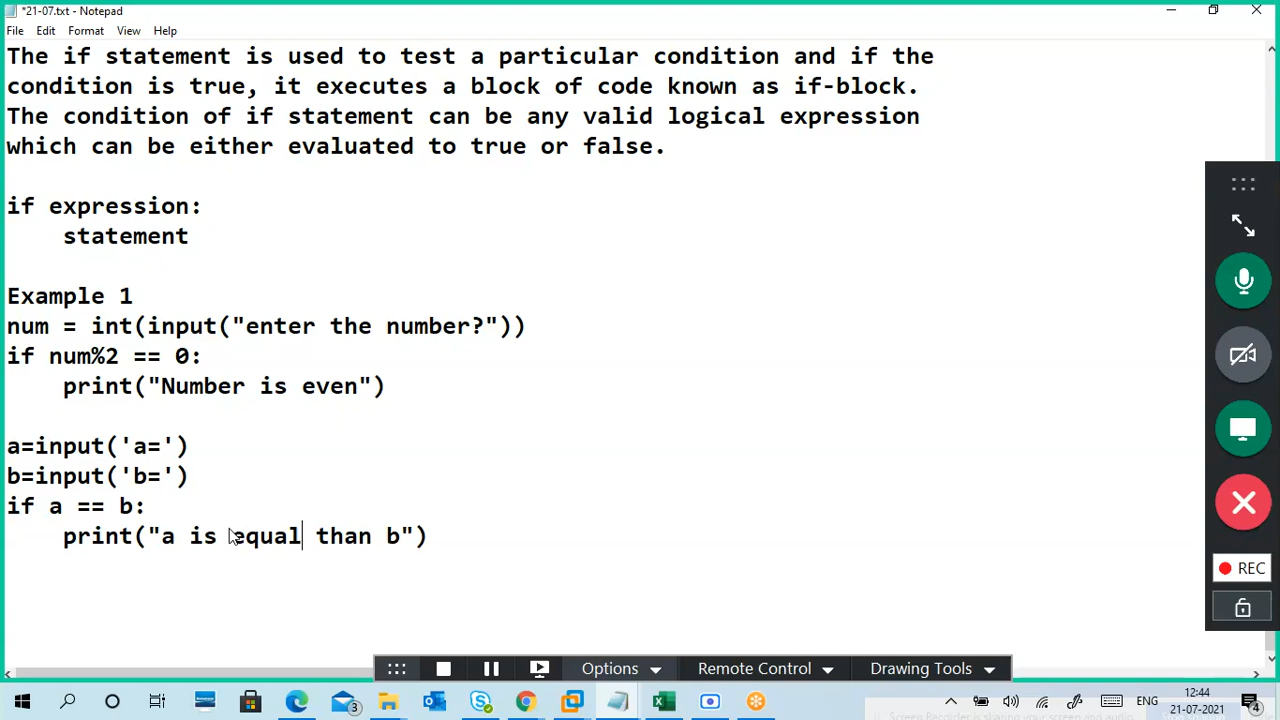 *21-07.txt - Notepad
File Edit Format View Help
The if statement is used to test a particular condition and if the
condition is true, it executes a block of code known as if-block.
The condition of if statement can be any valid logical expression
which can be either evaluated to true or false.
if expression:
    statement
Example 1
num = int(input("enter the number?"))
if num%2 == 0:
    print("Number is even")
a=input('a=')
b=input('b=')
if a == b:
    print("a is equal than b")
REC
Options Remote Control Drawing Tools
3
ENG
12:44
21-07-2021
4